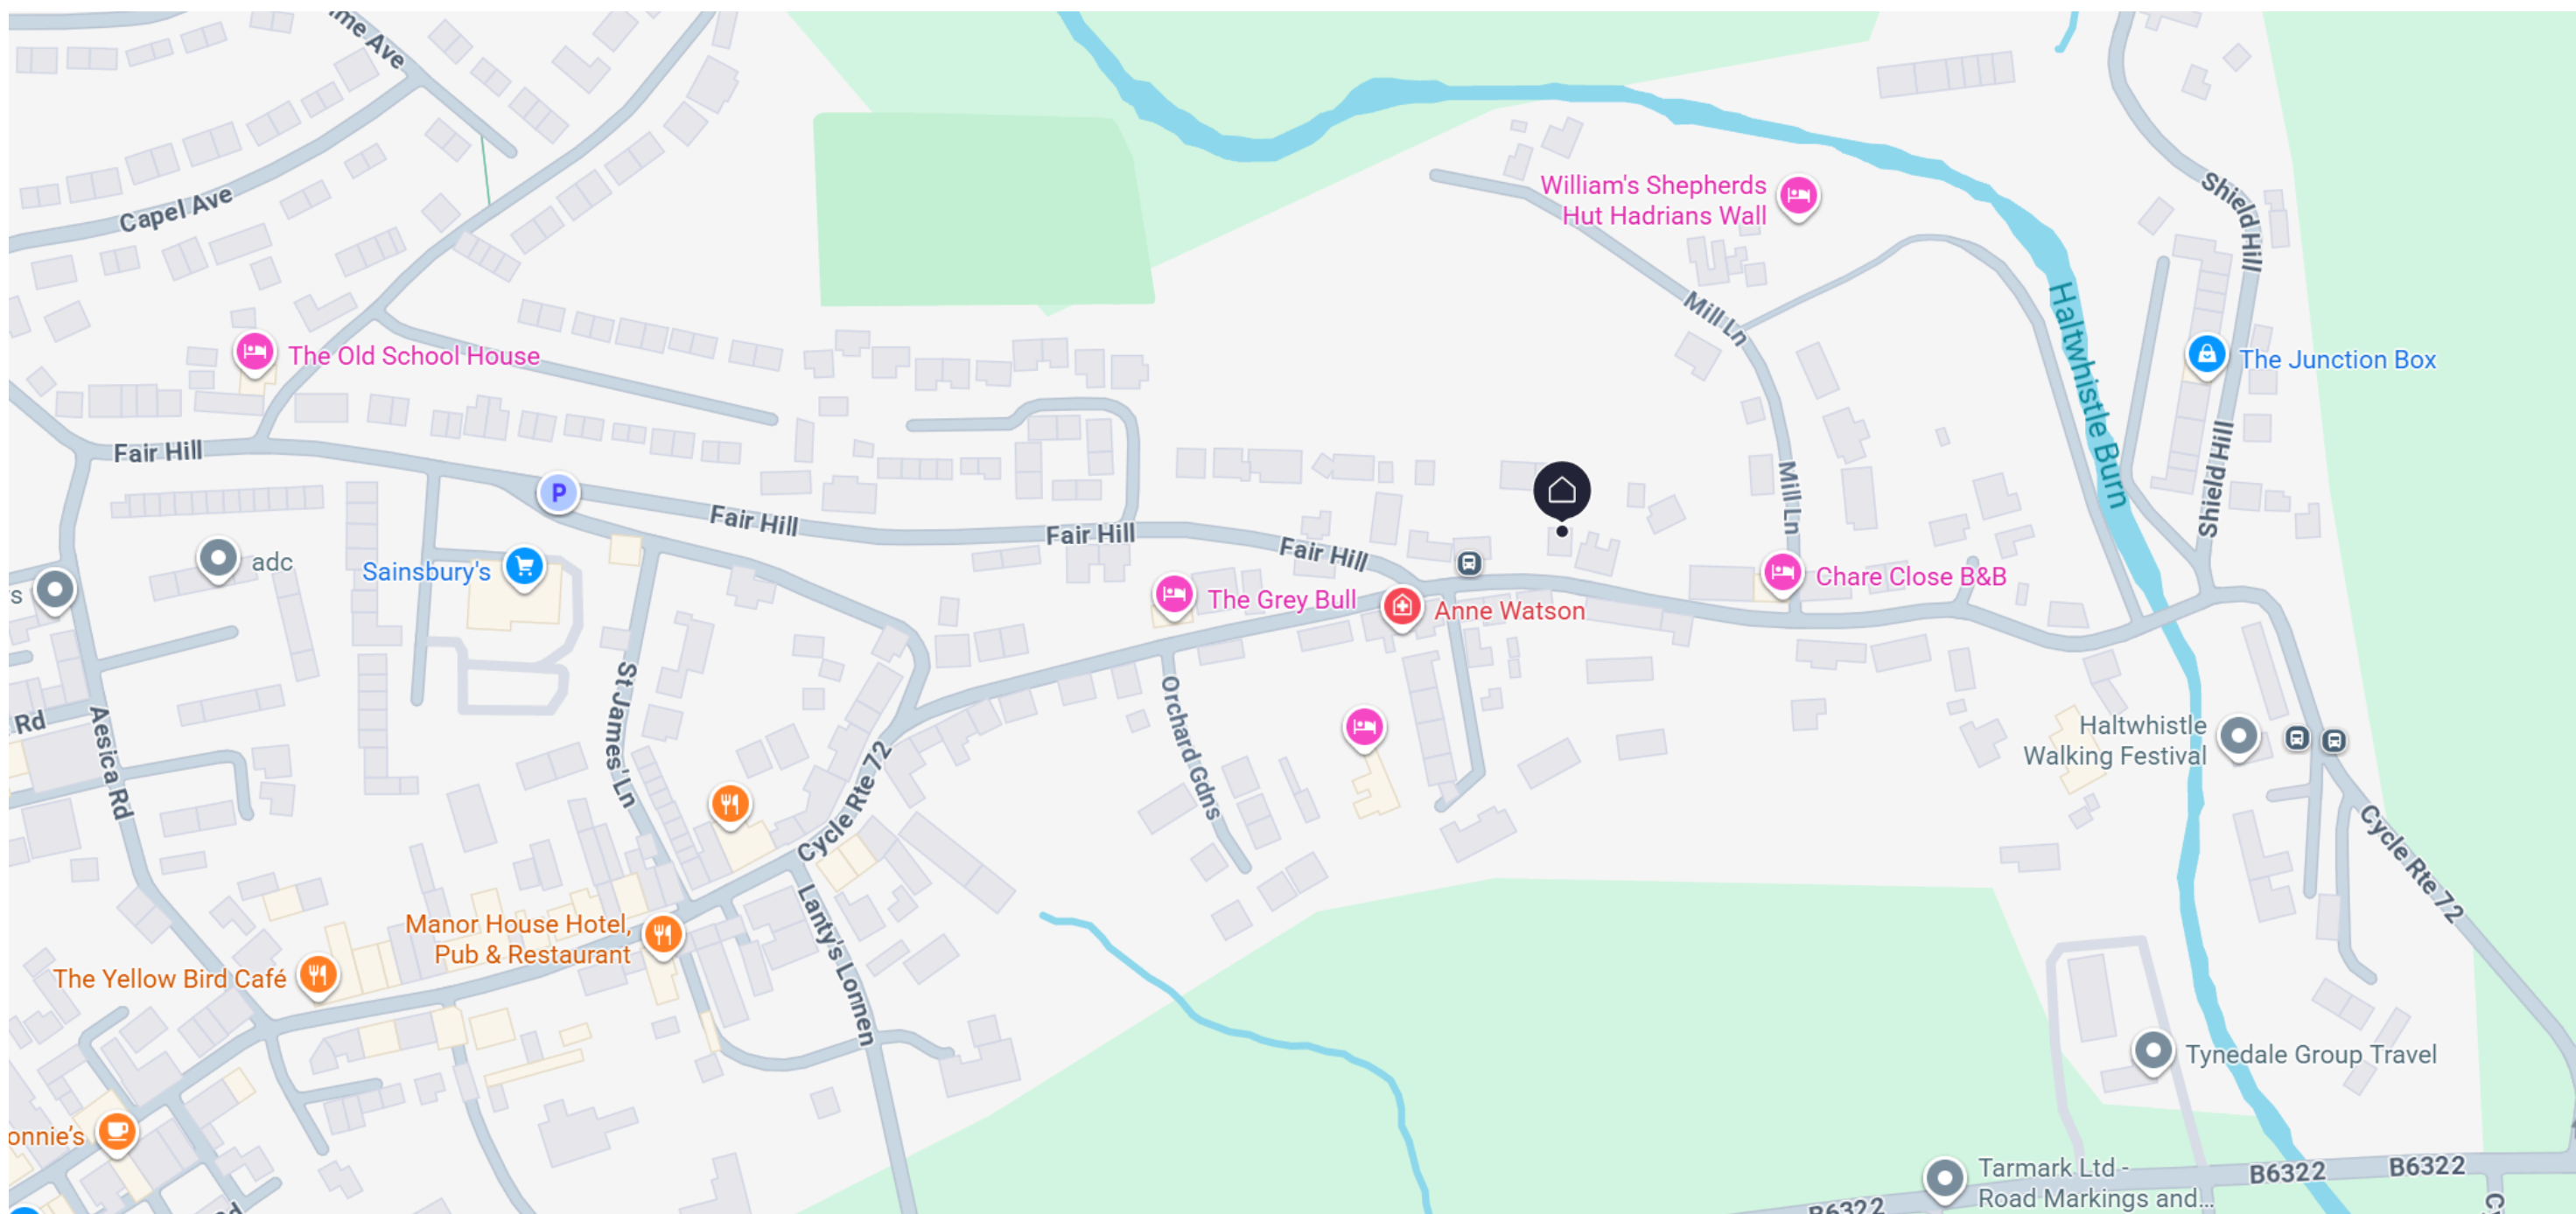 me Ave
Capel Ave
William's Shepherds
Hut Hadrians Wall
Shield Hill
Mill Ln
Haltwhistle Burn
The Old School House
The Junction Box
Fair Hill
P
Fair Hill
Fair Hill
Fair Hill
Mill Ln
Shield Hill
adc
Sainsbury's
s
The Grey Bull
Anne Watson
Chare Close B&B
St James' Ln
Orchard Gdns
Rd
Aesica Rd
Cycle Rte 72
Haltwhistle
Walking Festival
Cycle Rte 72
Manor House Hotel,
Pub & Restaurant
Lanty's Lonnen
The Yellow Bird Café
Tynedale Group Travel
onnie's
Tarmark Ltd -
Road Markings and...
B6322
B6322
B6322